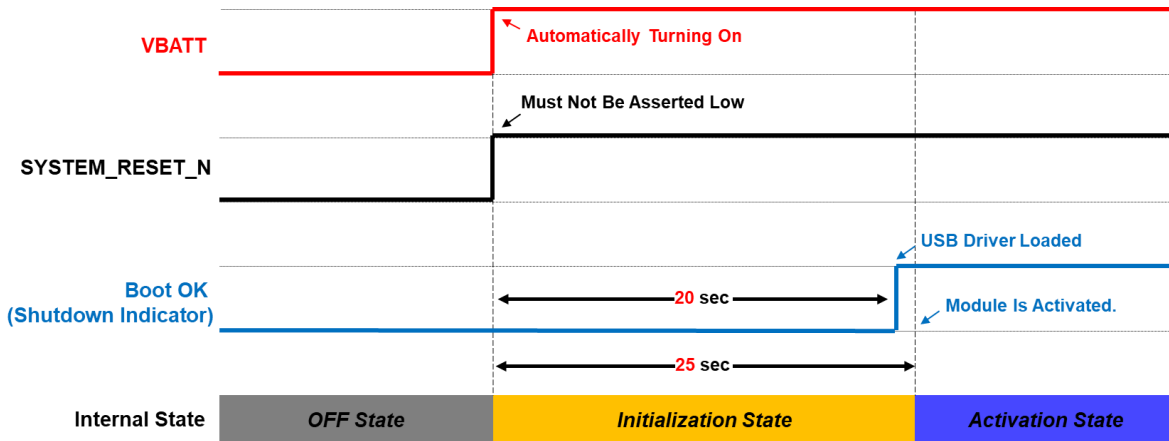 VBATT
Automatically Turning On
Must Not Be Asserted Low
SYSTEM_RESET_N
USB Driver Loaded
Boot OK
(Shutdown Indicator)
20 sec
Module Is Activated.
25 sec
Internal State
OFF State
Initialization State
Activation State